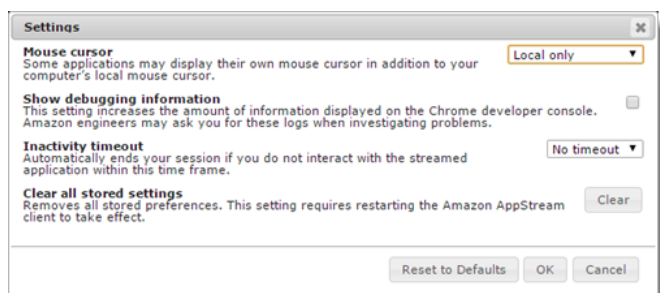 Settings
Mouse cursor
Some applications may display their own mouse cursor in addition to your
computer's local mouse cursor.
Local only
Show debugging information
This setting increases the amount of information displayed on the Chrome developer console.
Amazon engineers may ask you for these logs when investigating problems.
Inactivity timeout
Automatically ends your session if you do not interact with the streamed
application within this time frame.
No timeout
Clear all stored settings
Removes all stored preferences. This setting requires restarting the Amazon AppStream
client to take effect.
Clear
Reset to Defaults
OK
Cancel